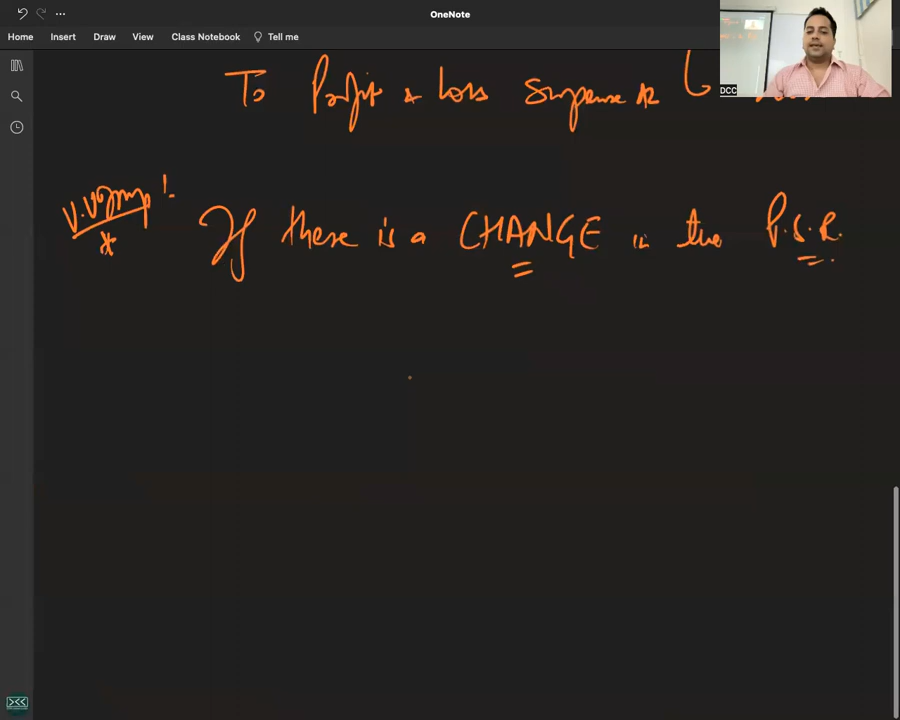 OneNote
Home Insert Draw View Class Notebook Tell me
DCC
To Profit & Loss Suspense A/c
V.V.Imp!.
* If there is a CHANGE in the P.S.R.